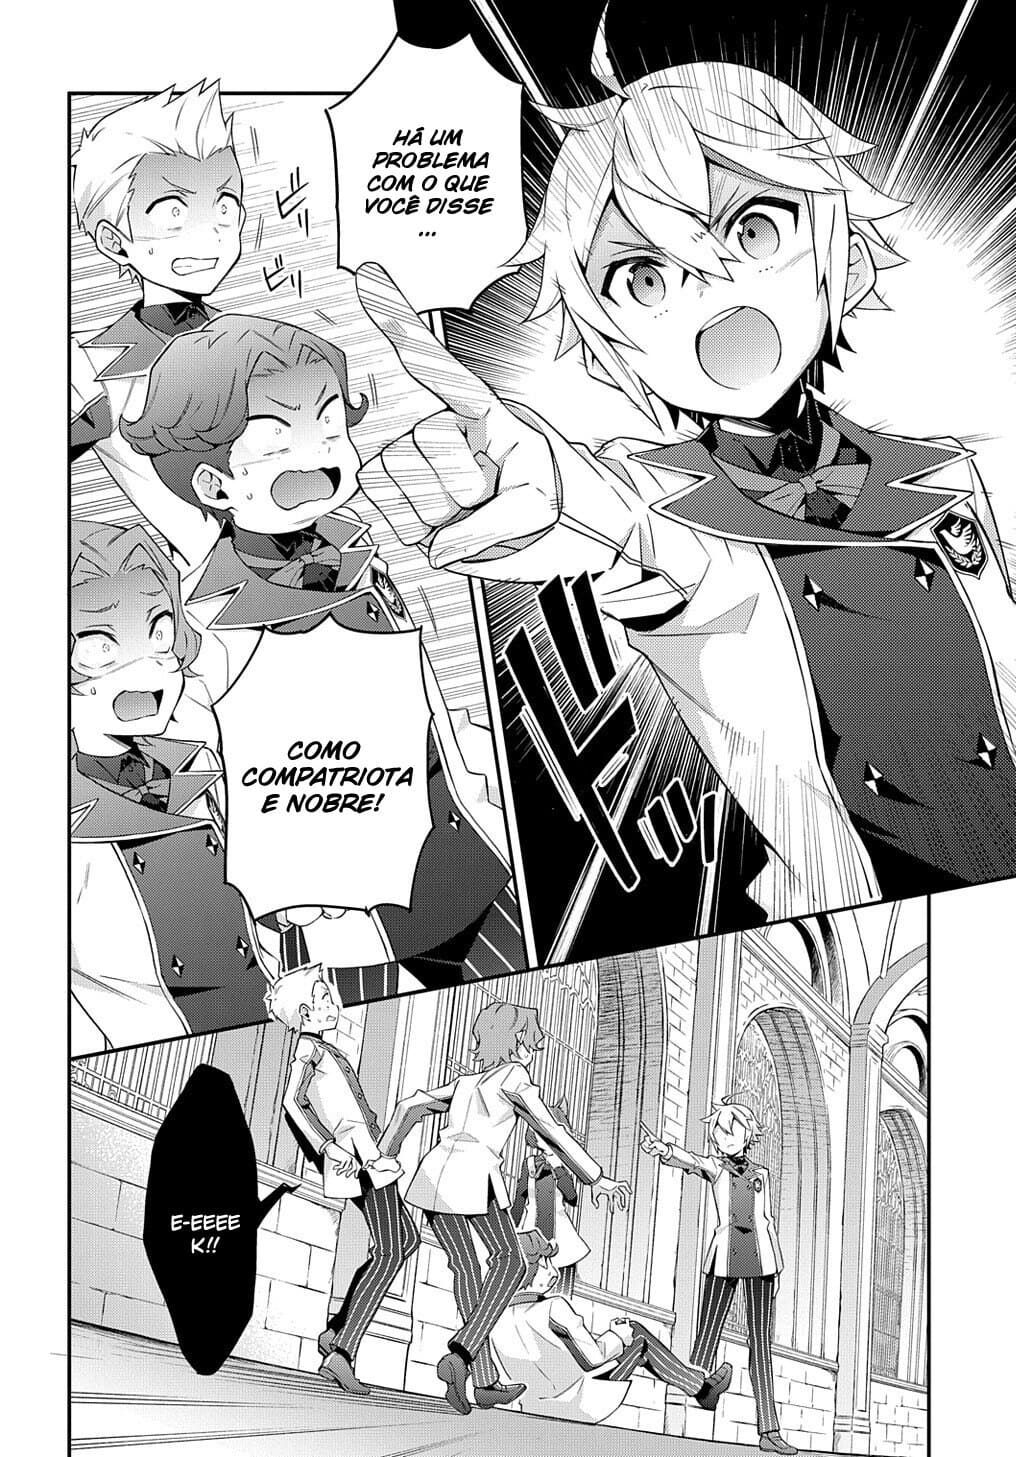 HÁ UM
PROBLEMA
COM O QUE
VOCÊ DISSE
...
COMO
COMPATRIOTA
E NOBRE!
E-EEEE
K!!